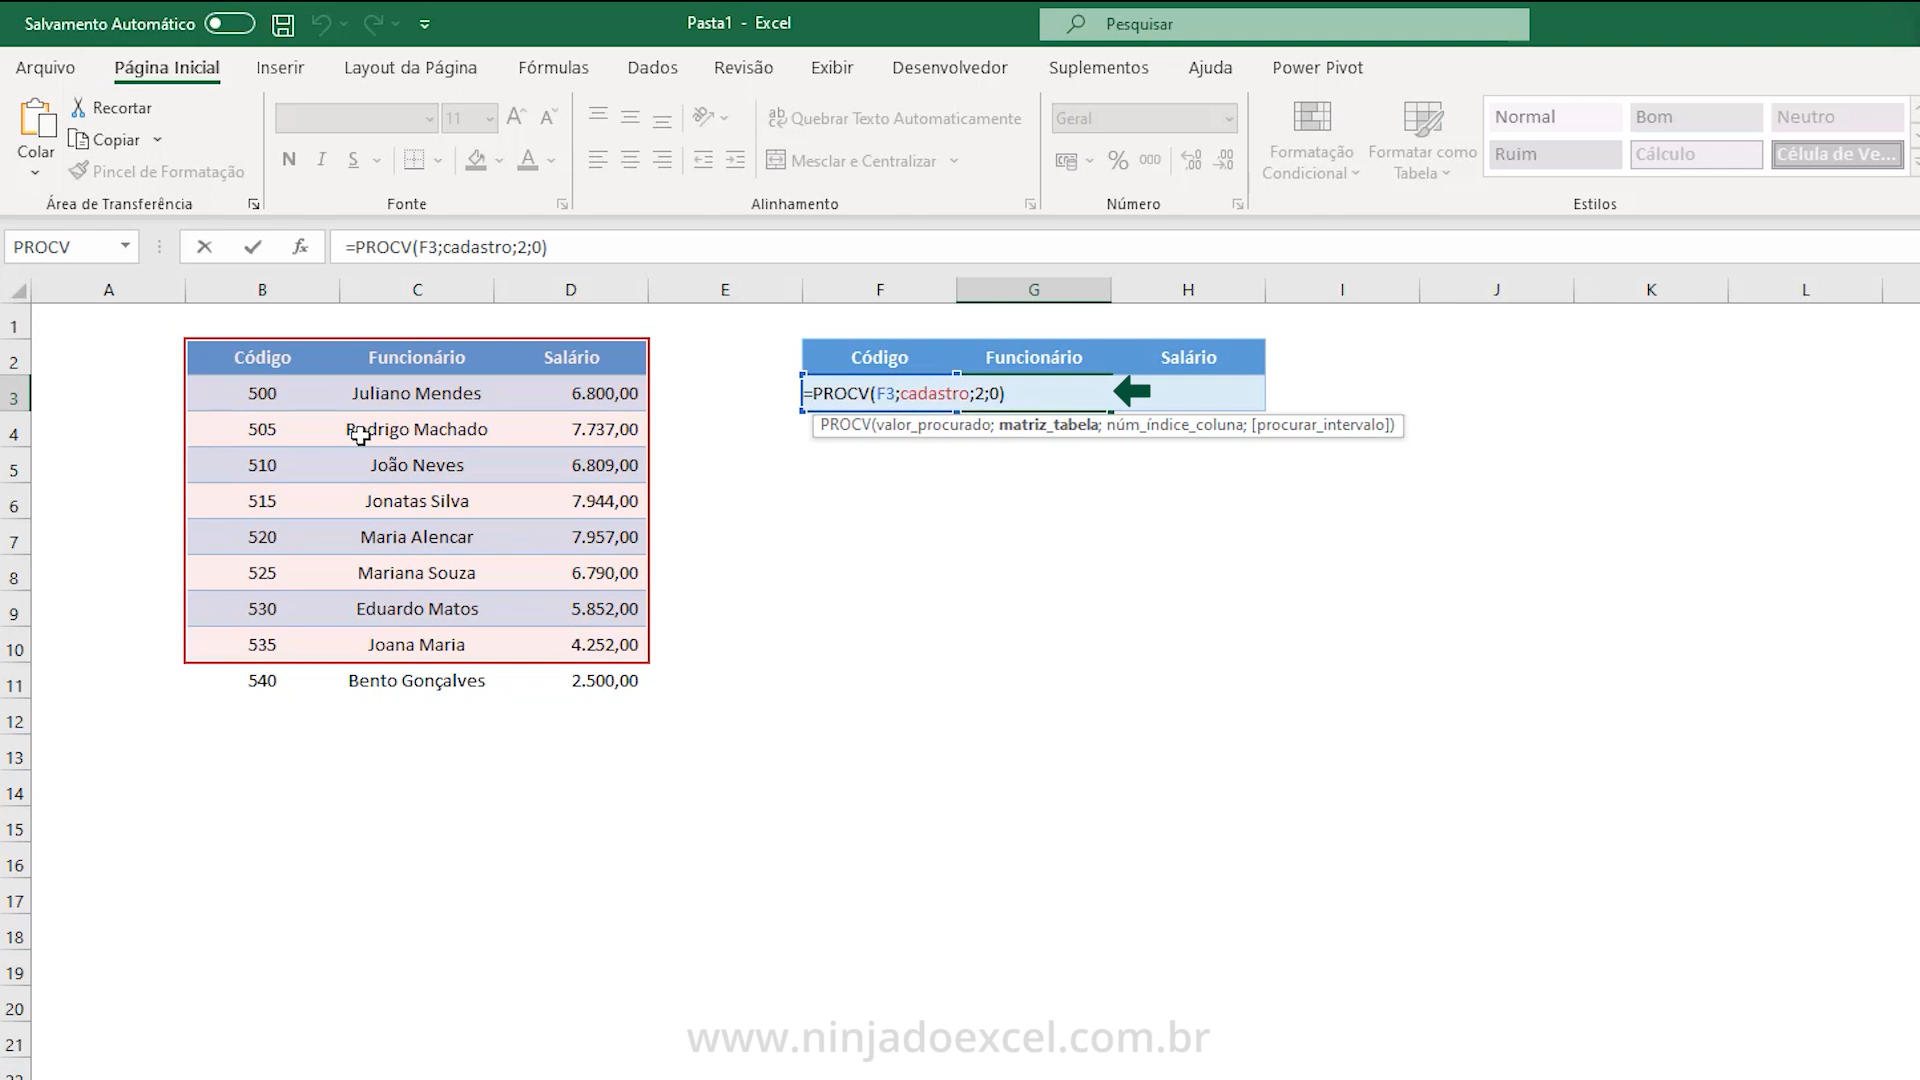 Salvamento Automático
Pasta1 - Excel
Pesquisar
Arquivo Página Inicial Inserir Layout da Página Fórmulas Dados Revisão Exibir Desenvolvedor Suplementos Ajuda Power Pivot
Colar
Recortar
Copiar
Pincel de Formatação
Área de Transferência
11
N I S
Fonte
Quebrar Texto Automaticamente
Mesclar e Centralizar
Alinhamento
Geral
% 000
Número
Formatação Condicional
Formatar como Tabela
Normal Bom Neutro
Ruim Cálculo Célula de Ve...
Estilos
PROCV
fx
=PROCV(F3;cadastro;2;0)
A B C D E F G H I J K L
1
2 Código Funcionário Salário Código Funcionário Salário
3 500 Juliano Mendes 6.800,00 =PROCV(F3;cadastro;2;0)
PROCV(valor_procurado; matriz_tabela; núm_índice_coluna; [procurar_intervalo])
4 505 Rodrigo Machado 7.737,00
5 510 João Neves 6.809,00
6 515 Jonatas Silva 7.944,00
7 520 Maria Alencar 7.957,00
8 525 Mariana Souza 6.790,00
9 530 Eduardo Matos 5.852,00
10 535 Joana Maria 4.252,00
11 540 Bento Gonçalves 2.500,00
12
13
14
15
16
17
18
19
20
21
www.ninjadoexcel.com.br